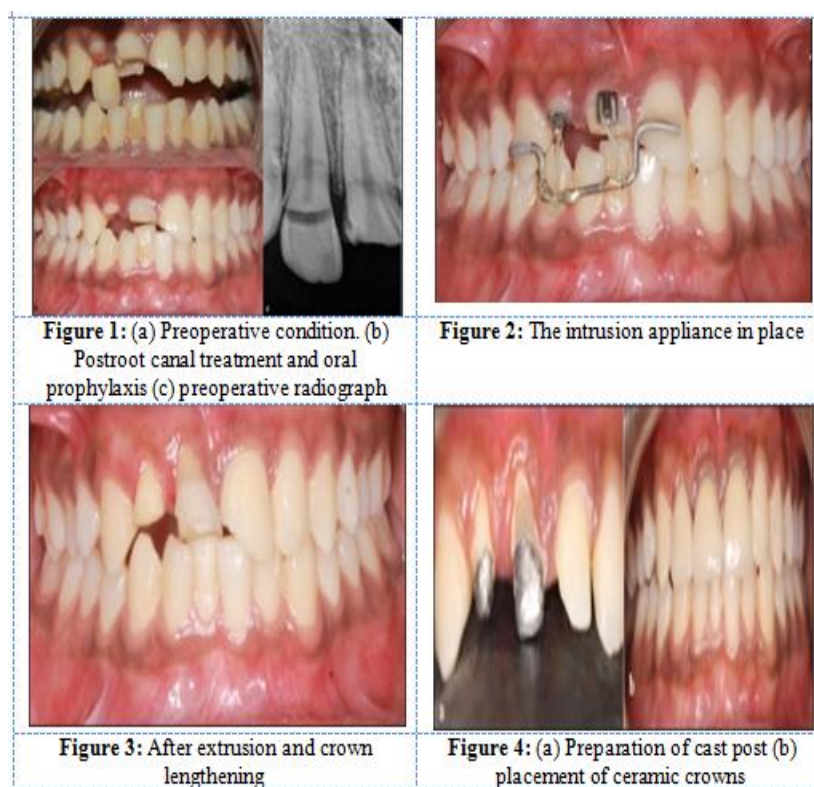 Figure 1: (a) Preoperative condition. (b)
Postroot canal treatment and oral
prophylaxis (c) preoperative radiograph
Figure 2: The intrusion appliance in place
Figure 3: After extrusion and crown
lengthening
Figure 4: (a) Preparation of cast post (b)
placement of ceramic crowns